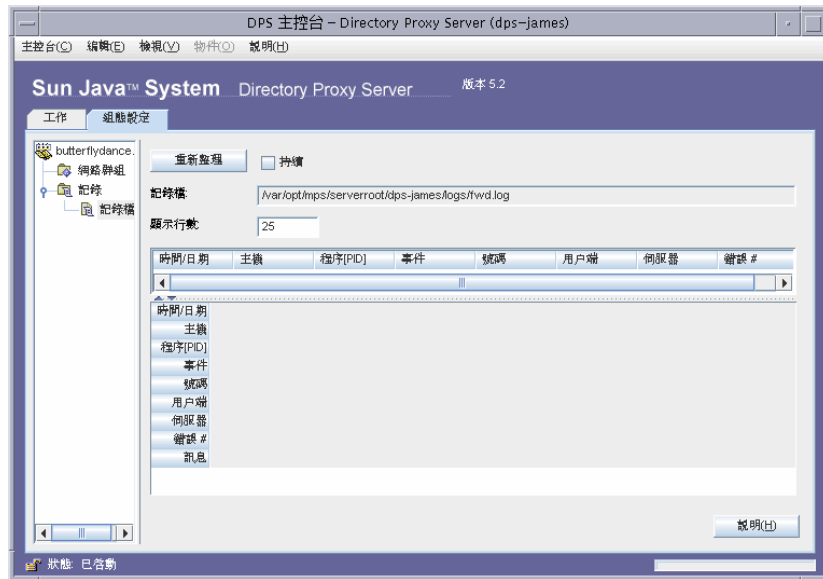 DPS 主控台 – Directory Proxy Server (dps-james)
主控台(C) 編輯(E) 檢視(V) 物件(O) 說明(H)
Sun Java™ System Directory Proxy Server 版本 5.2
工作 組態設定
butterflydance.
網路群組
記錄
記錄檔
重新整理 持續
記錄檔: /var/opt/mps/serverroot/dps-james/logs/fwd.log
顯示行數: 25
時間/日期 主機 程序[PID] 事件 號碼 用戶端 伺服器 錯誤 #
時間/日期
主機
程序[PID]
事件
號碼
用戶端
伺服器
錯誤 #
訊息
說明(H)
狀態: 已啓動